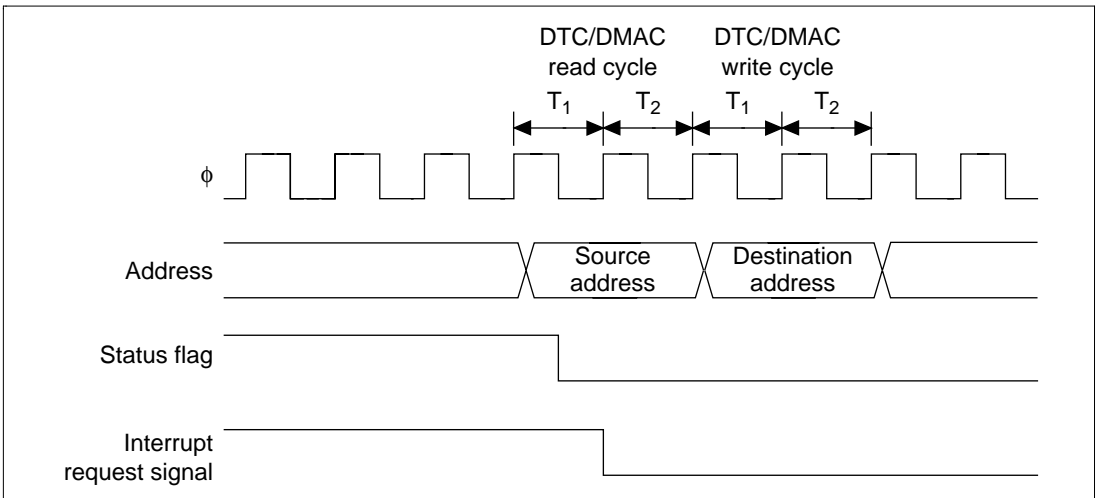 DTC/DMAC
read cycle
DTC/DMAC
write cycle
T₁
T₂
T₁
T₂
ϕ
Address
Source
address
Destination
address
Status flag
Interrupt
request signal